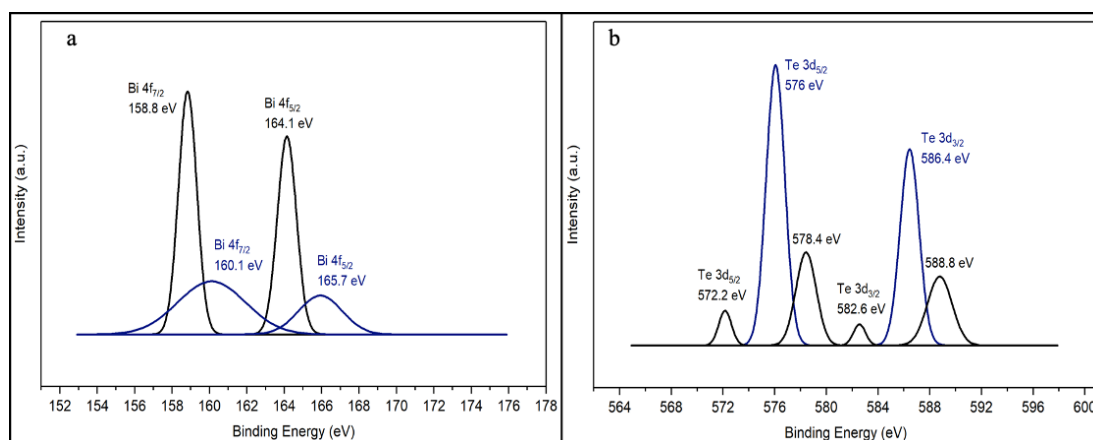 a
Bi 4f7/2
158.8 eV
Bi 4f5/2
164.1 eV
Bi 4f7/2
160.1 eV
Bi 4f5/2
165.7 eV
Intensity (a.u.)
152 154 156 158 160 162 164 166 168 170 172 174 176 178
Binding Energy (eV)
b
Te 3d5/2
576 eV
Te 3d3/2
586.4 eV
578.4 eV
588.8 eV
Te 3d5/2
572.2 eV
Te 3d3/2
582.6 eV
Intensity (a.u.)
564 568 572 576 580 584 588 592 596 600
Binding Energy (eV)